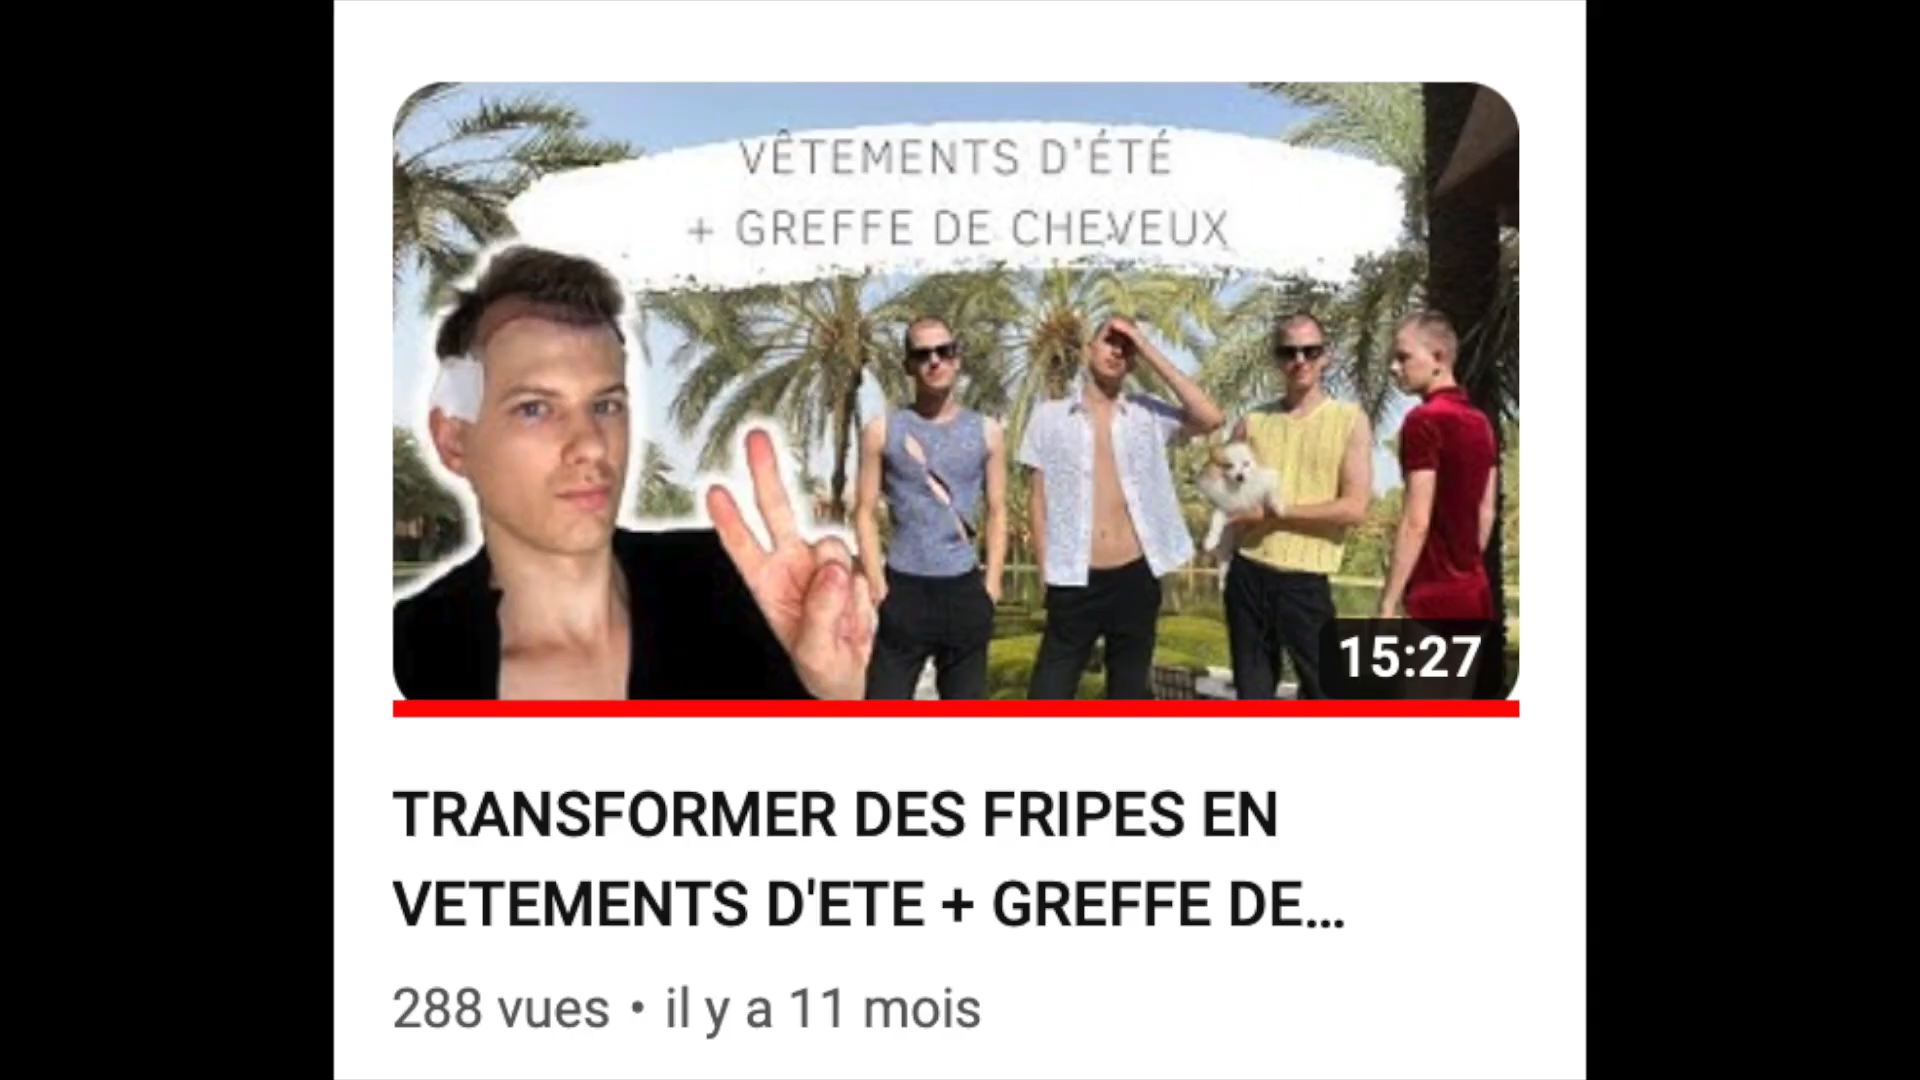 VÊTEMENTS D'ÉTÉ
+ GREFFE DE CHEVEUX
15:27
TRANSFORMER DES FRIPES EN
VETEMENTS D'ETE + GREFFE DE...
288 vues • il y a 11 mois